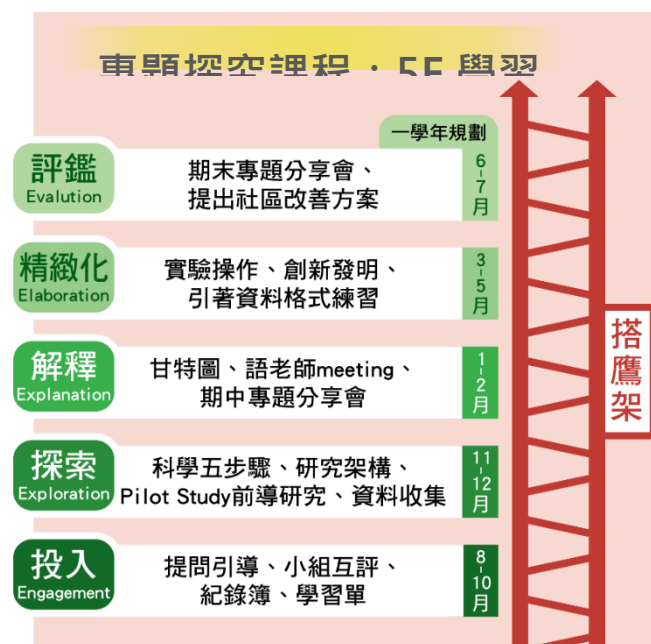 專題探究課程·5E 學習
一學年規劃
評鑑
Evalution
期末專題分享會、
提出社區改善方案
6-7月
精緻化
Elaboration
實驗操作、創新發明、
引著資料格式練習
3-5月
解釋
Explanation
甘特圖、語老師meeting、
期中專題分享會
1-2月
探索
Exploration
科學五步驟、研究架構、
Pilot Study前導研究、資料收集
11-12月
投入
Engagement
提問引導、小組互評、
紀錄簿、學習單
8-10月
搭鷹架